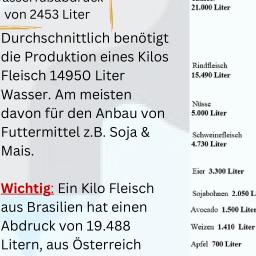 von 2453 Liter
Durchschnittlich benötigt
die Produktion eines Kilos
Fleisch 14950 Liter
Wasser. Am meisten
davon für den Anbau von
Futtermittel z.B. Soja &
Mais.
Wichtig: Ein Kilo Fleisch
aus Brasilien hat einen
Abdruck von 19.488
Litern, aus Österreich
21.000 Liter
Rindfleisch
15.490 Liter
Nüsse
5.000 Liter
Schweinefleisch
4.730 Liter
Eier 3.300 Liter
Sojabohnen 2.050 L
Avocado 1.500 Liter
Weizen 1.410 Liter
Apfel 700 Liter